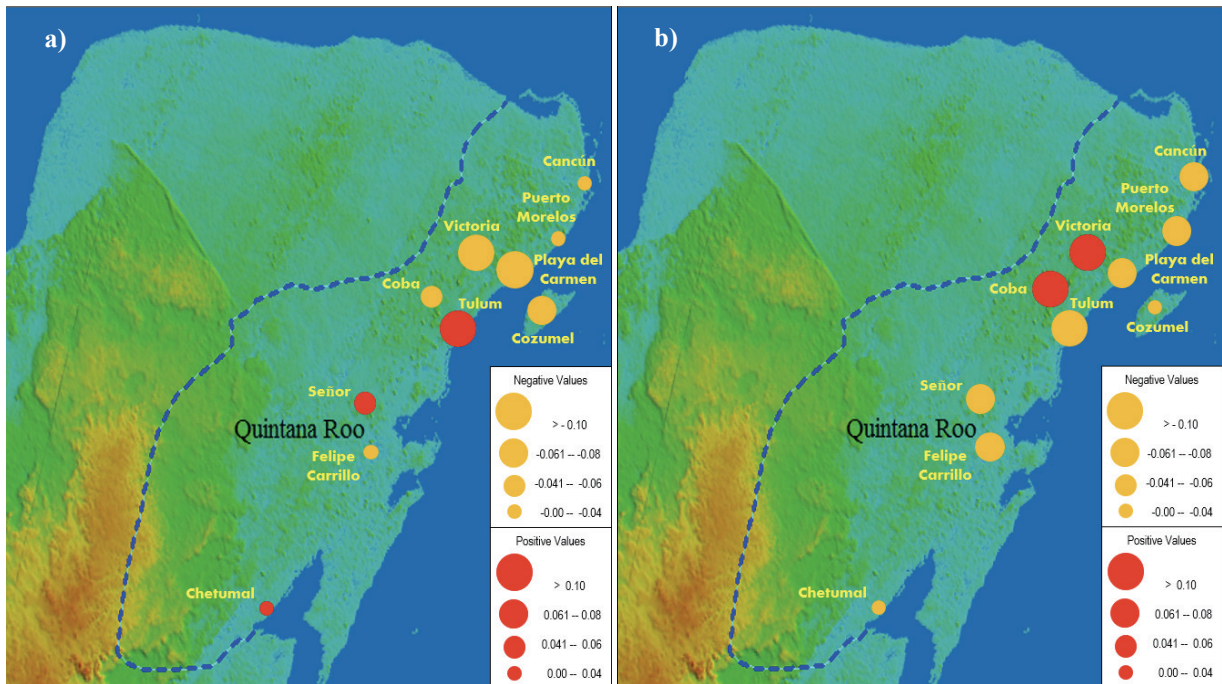 a)
Cancún
Puerto
Morelos
Victoria
Playa del
Carmen
Coba
Tulum
Cozumel
Señor
Quintana Roo
Felipe
Carrillo
Chetumal
Negative Values
> - 0.10
-0.061 -- -0.08
-0.041 -- -0.06
-0.00 -- -0.04
Positive Values
> 0.10
0.061 -- 0.08
0.041 -- 0.06
0.00 -- 0.04
b)
Cancún
Puerto
Morelos
Victoria
Playa del
Carmen
Coba
Tulum
Cozumel
Señor
Quintana Roo
Felipe
Carrillo
Chetumal
Negative Values
> - 0.10
-0.061 -- -0.08
-0.041 -- -0.06
-0.00 -- -0.04
Positive Values
> 0.10
0.061 -- 0.08
0.041 -- 0.06
0.00 -- 0.04